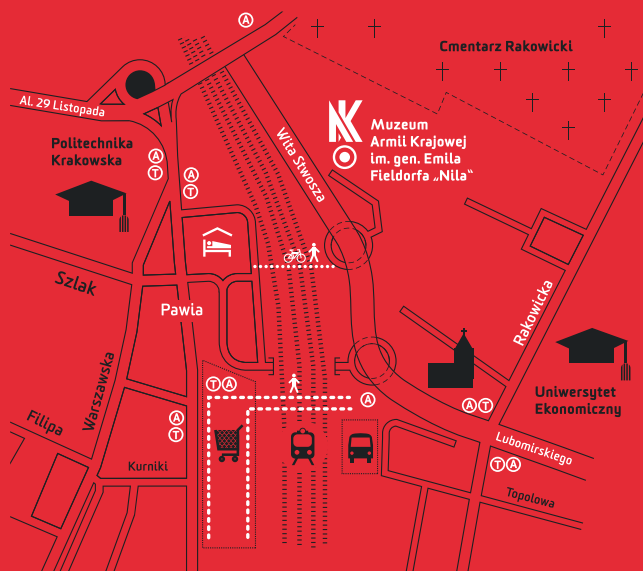 A
Cmentarz Rakowicki
Al. 29 Listopada
Politechnika
Krakowska
A
T
A
T
Wita Stwosza
Muzeum
Armii Krajowej
im. gen. Emila
Fieldorfa „Nila“
Szlak
Pawia
Rakowicka
Warszawska
T A
A
Uniwersytet
Ekonomiczny
A T
Filipa
A
T
Kurniki
Lubomirskiego
T A
Topolowa